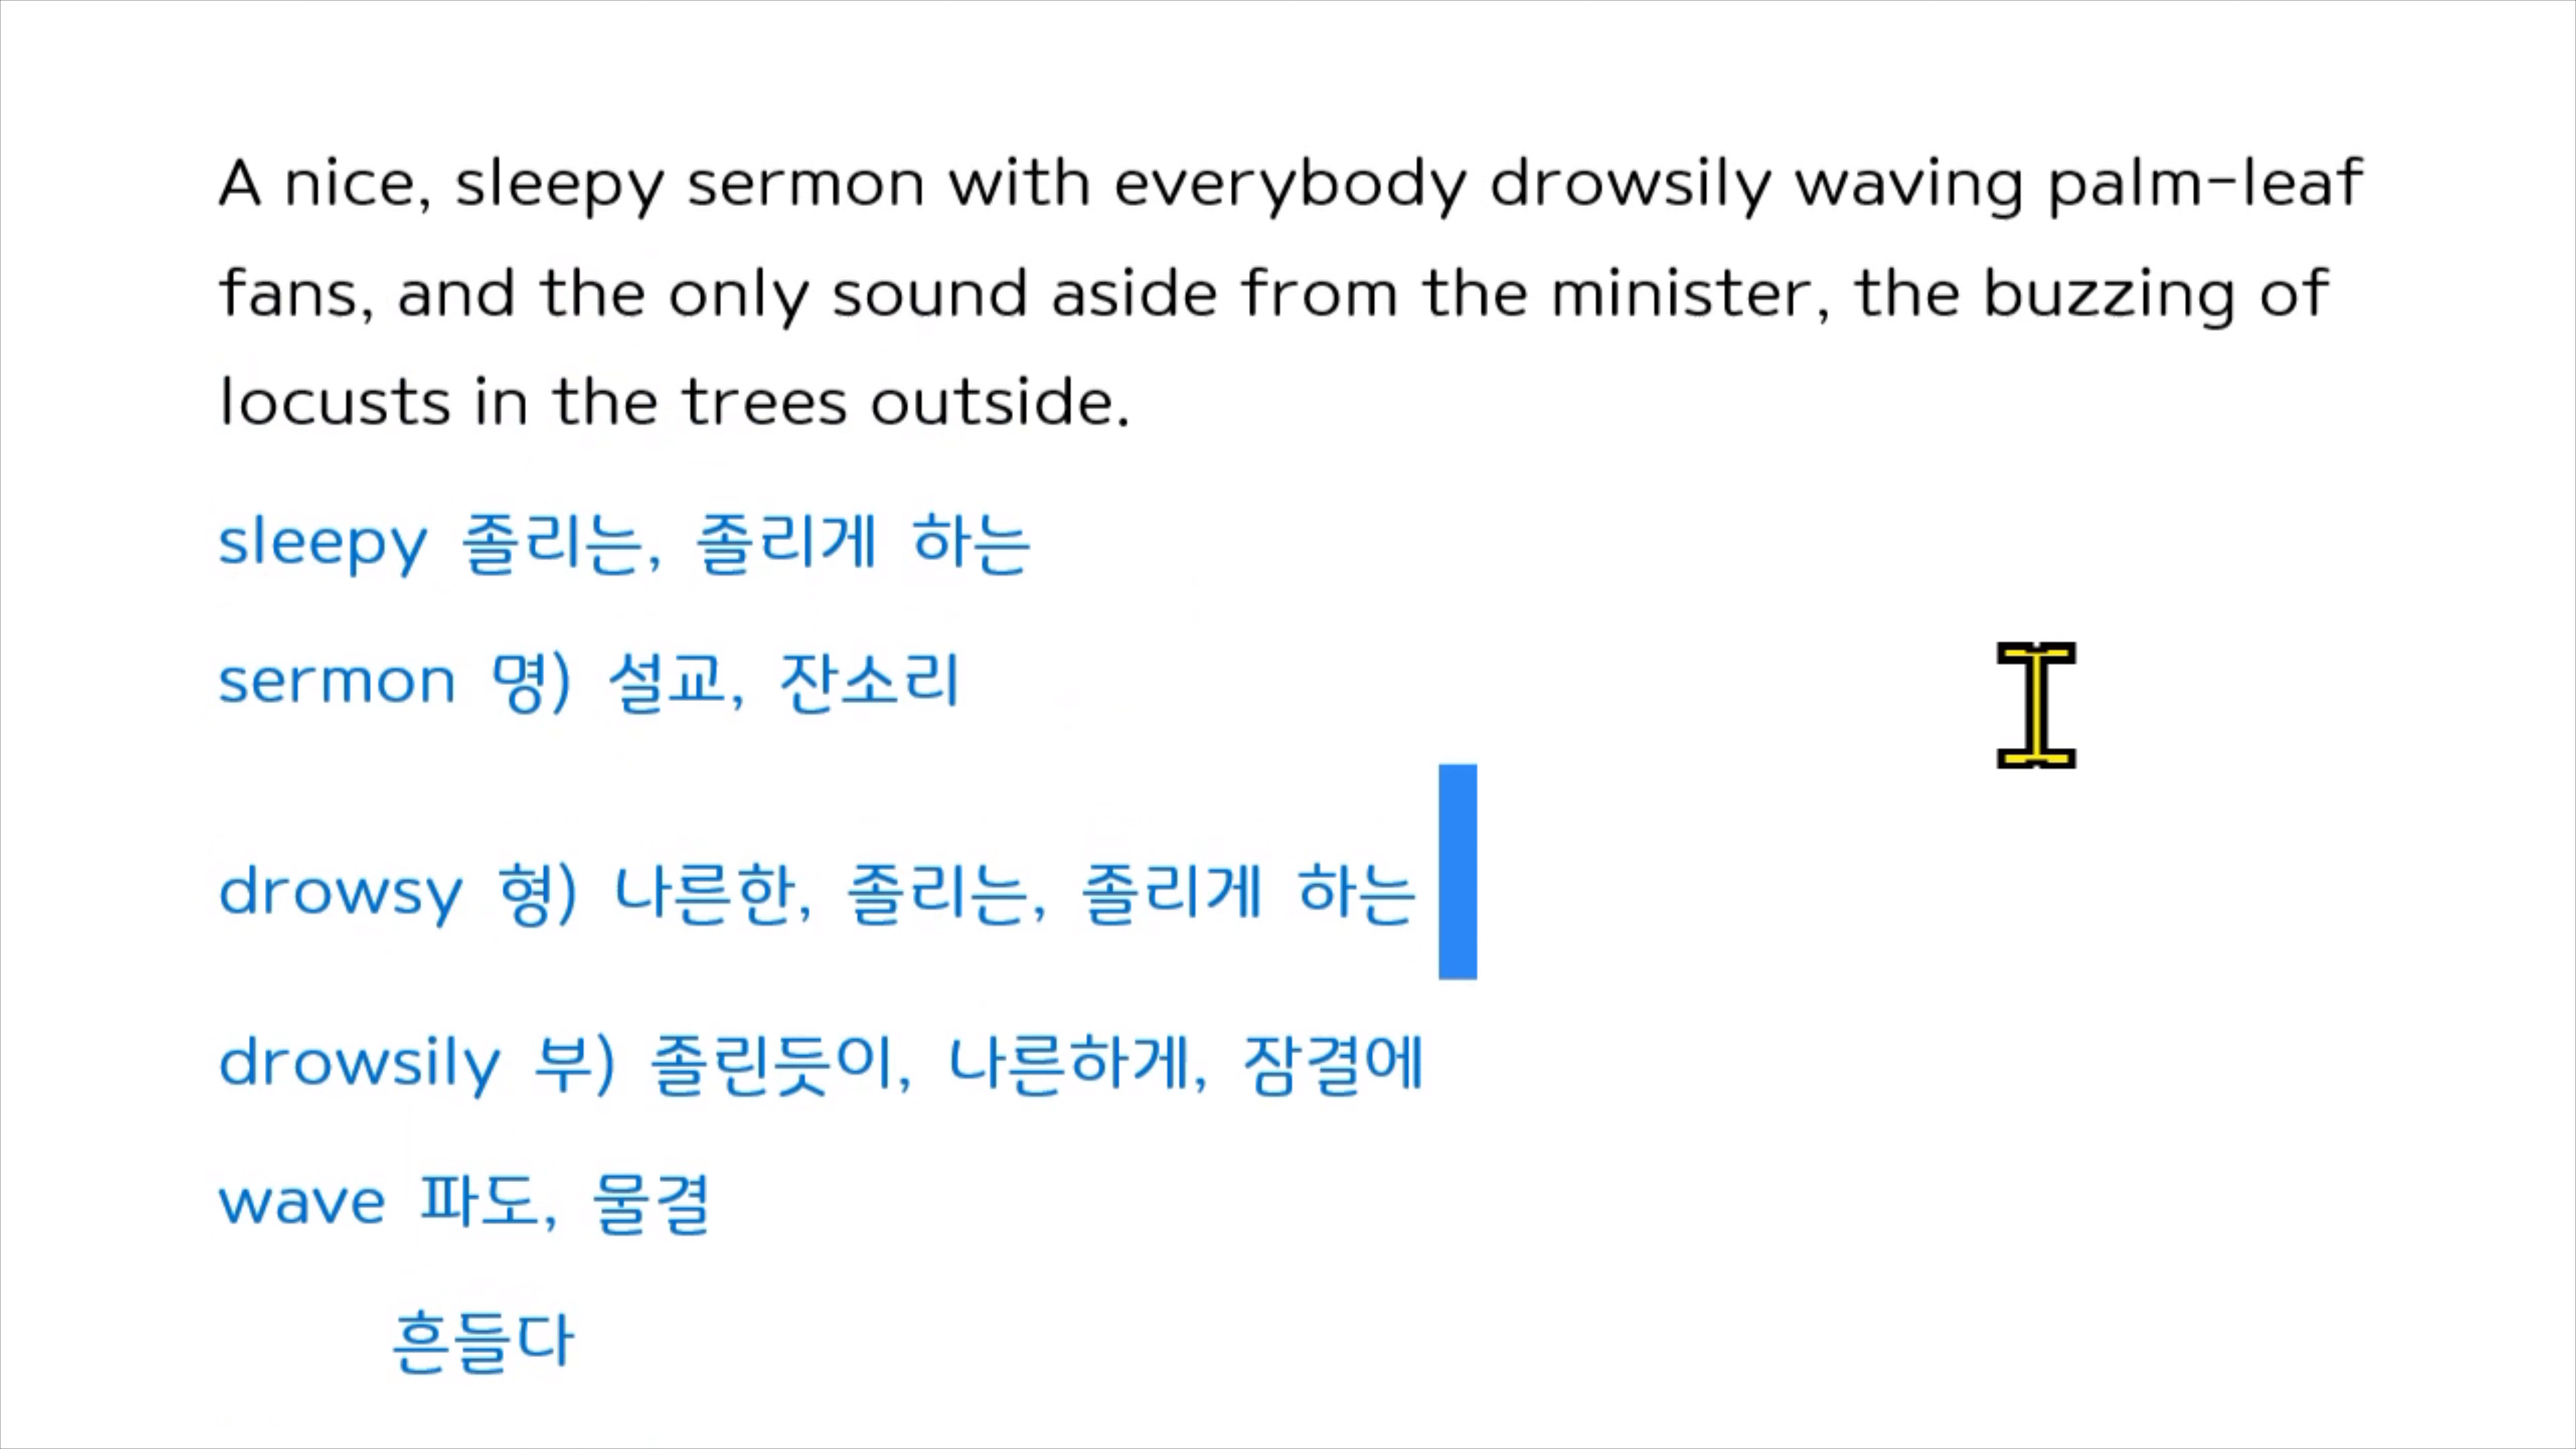 A nice, sleepy sermon with everybody drowsily waving palm-leaf
fans, and the only sound aside from the minister, the buzzing of
locusts in the trees outside.
sleepy 졸리는, 졸리게 하는
sermon 명) 설교, 잔소리
drowsy 형) 나른한, 졸리는, 졸리게 하는
drowsily 부) 졸린듯이, 나른하게, 잠결에
wave 파도, 물결
흔들다